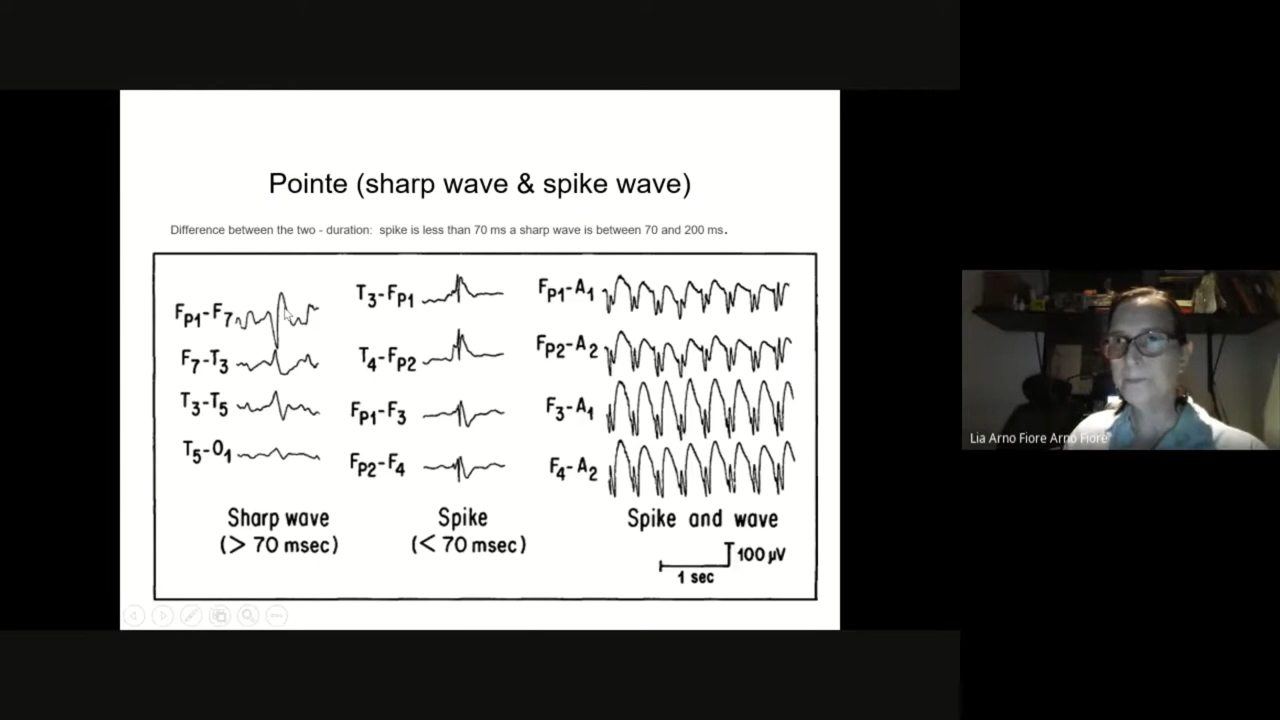 Pointe (sharp wave & spike wave)
Difference between the two - duration: spike is less than 70 ms a sharp wave is between 70 and 200 ms.
Fp1-F7
F7-T3
T3-T5
T5-O1
Sharp wave
(> 70 msec)
T3-Fp1
T4-Fp2
Fp1-F3
Fp2-F4
Spike
(< 70 msec)
Fp1-A1
Fp2-A2
F3-A1
F4-A2
Spike and wave
100 μV
1 sec
Lia Arno Fiore Arno Fiore